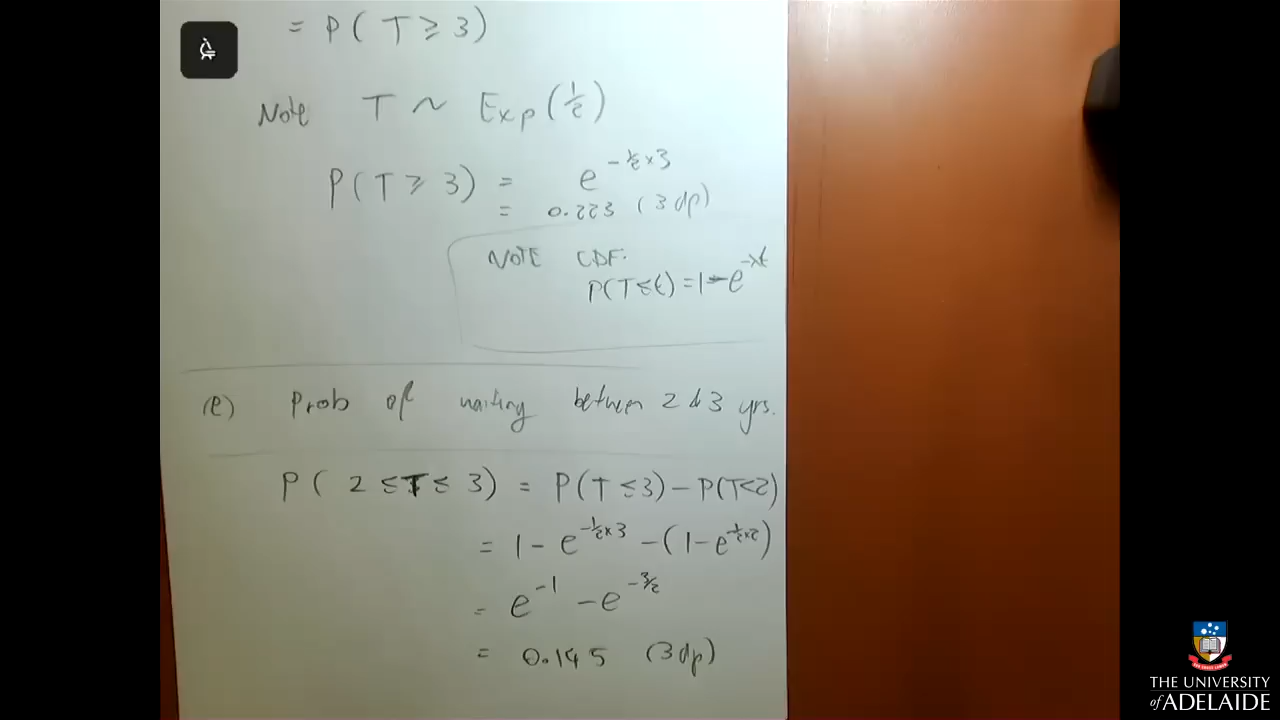 = P( T ≥ 3)
Note T ~ Exp(1/2)
P(T ≥ 3) = e^{-1/2 × 3}
= 0.223 (3 dp)
NOTE CDF:
P(T ≤ t) = 1 - e^{-λt}
(e) Prob of waiting between 2 & 3 yrs.
P( 2 ≤ T ≤ 3) = P(T ≤ 3) - P(T < 2)
= 1 - e^{-1/2 × 3} - (1 - e^{-1/2 × 2})
= e^{-1} - e^{-3/2}
= 0.145 (3 dp)
THE UNIVERSITY
of ADELAIDE